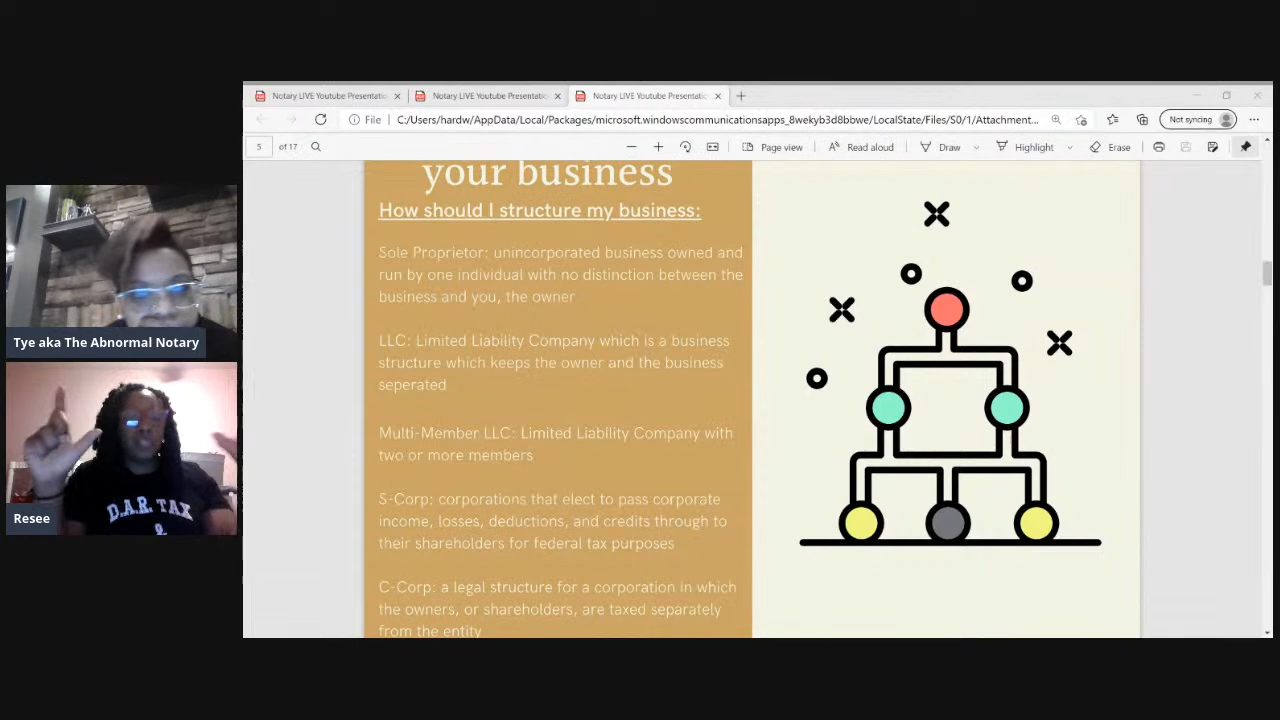 Notary LIVE Youtube Presentatio
Notary LIVE Youtube Presentatio
Notary LIVE Youtube Presentatio
File
C:/Users/hardw/AppData/Local/Packages/microsoft.windowscommunicationsapps_8wekyb3d8bbwe/LocalState/Files/S0/1/Attachment...
Not syncing
5 of 17
Page view
Read aloud
Draw
Highlight
Erase
your business
How should I structure my business:
Sole Proprietor: unincorporated business owned and
run by one individual with no distinction between the
business and you, the owner
LLC: Limited Liability Company which is a business
structure which keeps the owner and the business
seperated
Multi-Member LLC: Limited Liability Company with
two or more members
S-Corp: corporations that elect to pass corporate
income, losses, deductions, and credits through to
their shareholders for federal tax purposes
C-Corp: a legal structure for a corporation in which
the owners, or shareholders, are taxed separately
from the entity
Tye aka The Abnormal Notary
D.A.R. TAX
&
Resee